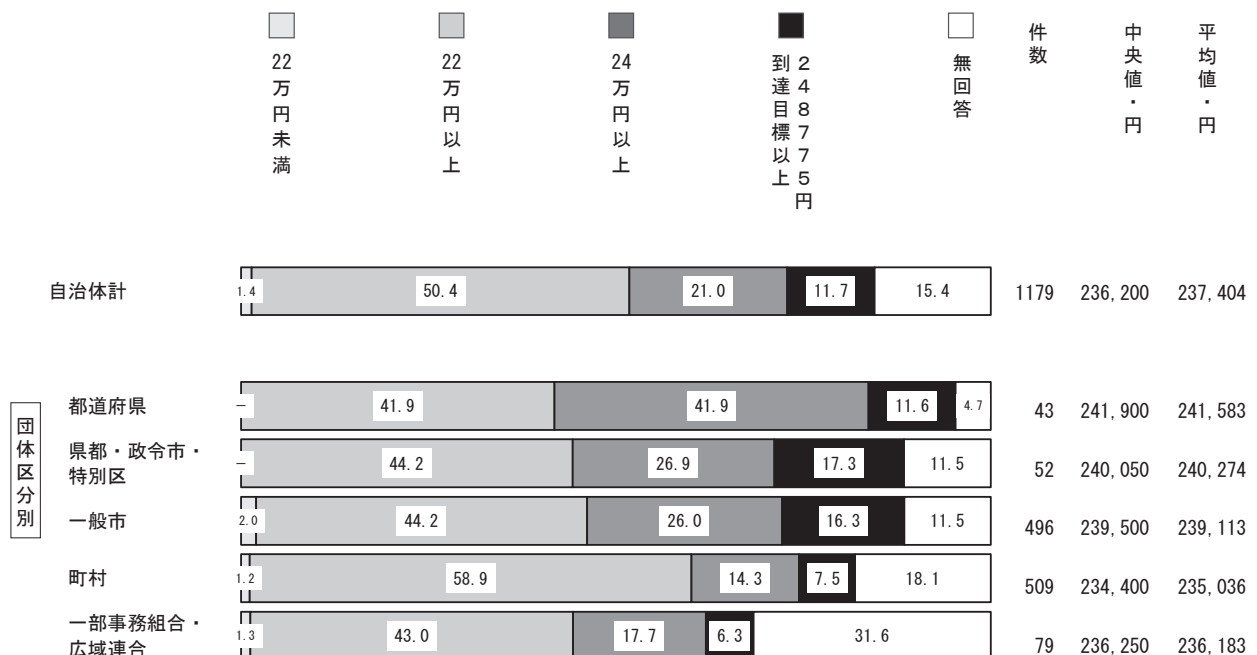 22万円未満
22万円以上
24万円以上
248775円
到達目標以上
無回答
件数
中央値・円
平均値・円
自治体計 1.4 50.4 21.0 11.7 15.4 1179 236,200 237,404
団体区分別
都道府県 － 41.9 41.9 11.6 4.7 43 241,900 241,583
県都・政令市・
特別区 － 44.2 26.9 17.3 11.5 52 240,050 240,274
一般市 2.0 44.2 26.0 16.3 11.5 496 239,500 239,113
町村 1.2 58.9 14.3 7.5 18.1 509 234,400 235,036
一部事務組合・
広域連合 1.3 43.0 17.7 6.3 31.6 79 236,250 236,183